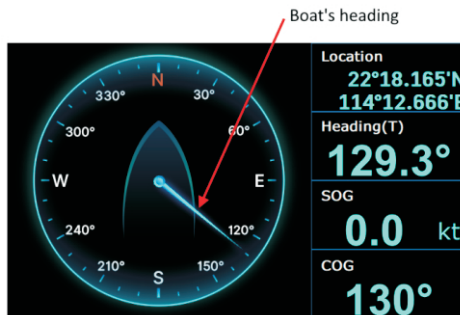 Boat's heading
N
30°
60°
E
120°
150°
S
210°
240°
W
300°
330°
Location
22°18.165'N
114°12.666'E
Heading(T)
129.3°
SOG
0.0 kt
COG
130°